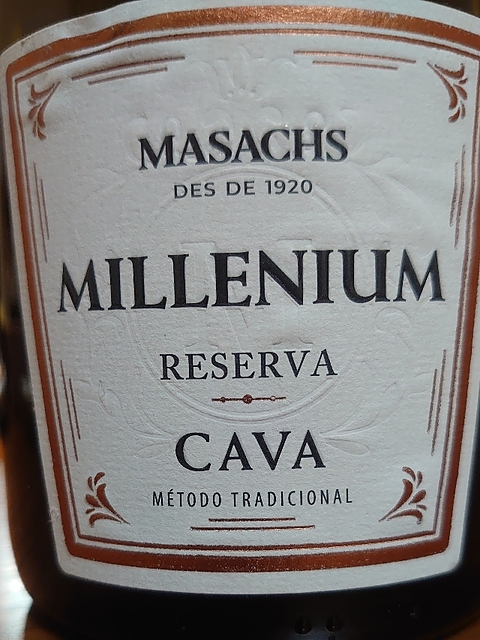 MASACHS
DES DE 1920
MILLENIUM
RESERVA
CAVA
MÉTODO TRADICIONAL